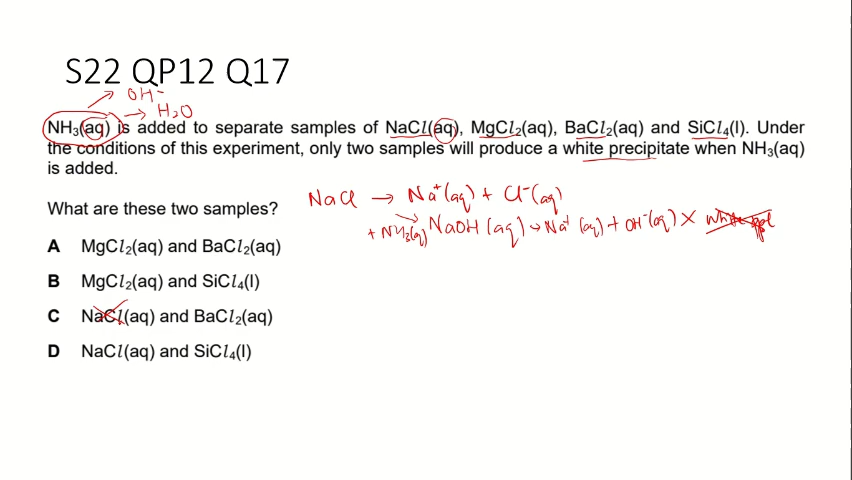 S22 QP12 Q17
OH⁻
→ H₂O
NH₃(aq) is added to separate samples of NaCl(aq), MgCl₂(aq), BaCl₂(aq) and SiCl₄(l). Under
the conditions of this experiment, only two samples will produce a white precipitate when NH₃(aq)
is added.
NaCl → Na⁺(aq) + Cl⁻(aq)
What are these two samples?
+ NH₃(aq) NaOH (aq) → Na⁺ (aq) + OH⁻(aq) × white ppt
A MgCl₂(aq) and BaCl₂(aq)
B MgCl₂(aq) and SiCl₄(l)
C NaCl(aq) and BaCl₂(aq)
D NaCl(aq) and SiCl₄(l)